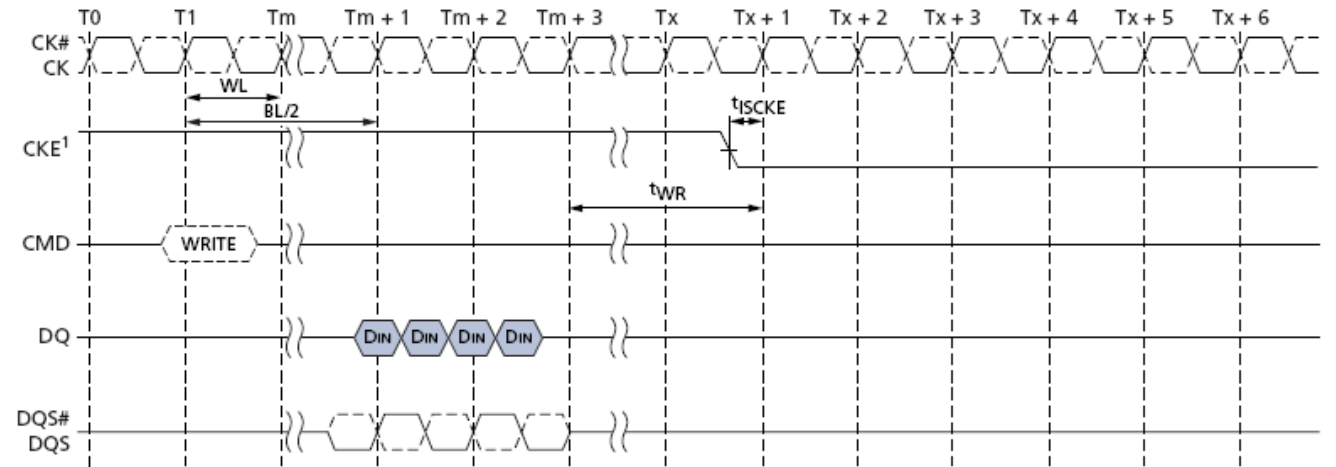 T0 T1 Tm Tm + 1 Tm + 2 Tm + 3 Tx Tx + 1 Tx + 2 Tx + 3 Tx + 4 Tx + 5 Tx + 6
CK#
CK
WL
BL/2
tISCKE
CKE1
tWR
CMD WRITE
DQ DIN DIN DIN DIN
DQS#
DQS